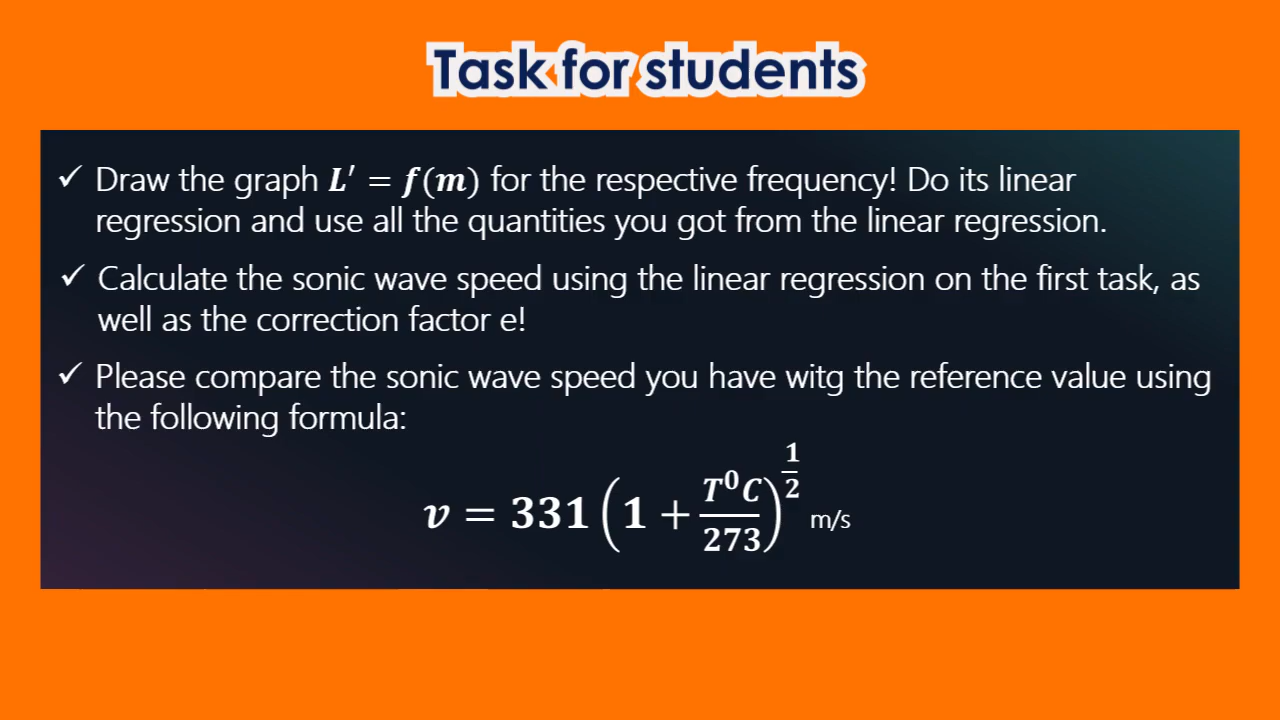 Task for students
✓ Draw the graph L′ = f(m) for the respective frequency! Do its linear
regression and use all the quantities you got from the linear regression.
✓ Calculate the sonic wave speed using the linear regression on the first task, as
well as the correction factor e!
✓ Please compare the sonic wave speed you have witg the reference value using
the following formula:
v = 331 (1 + T⁰C/273)^(1/2) m/s